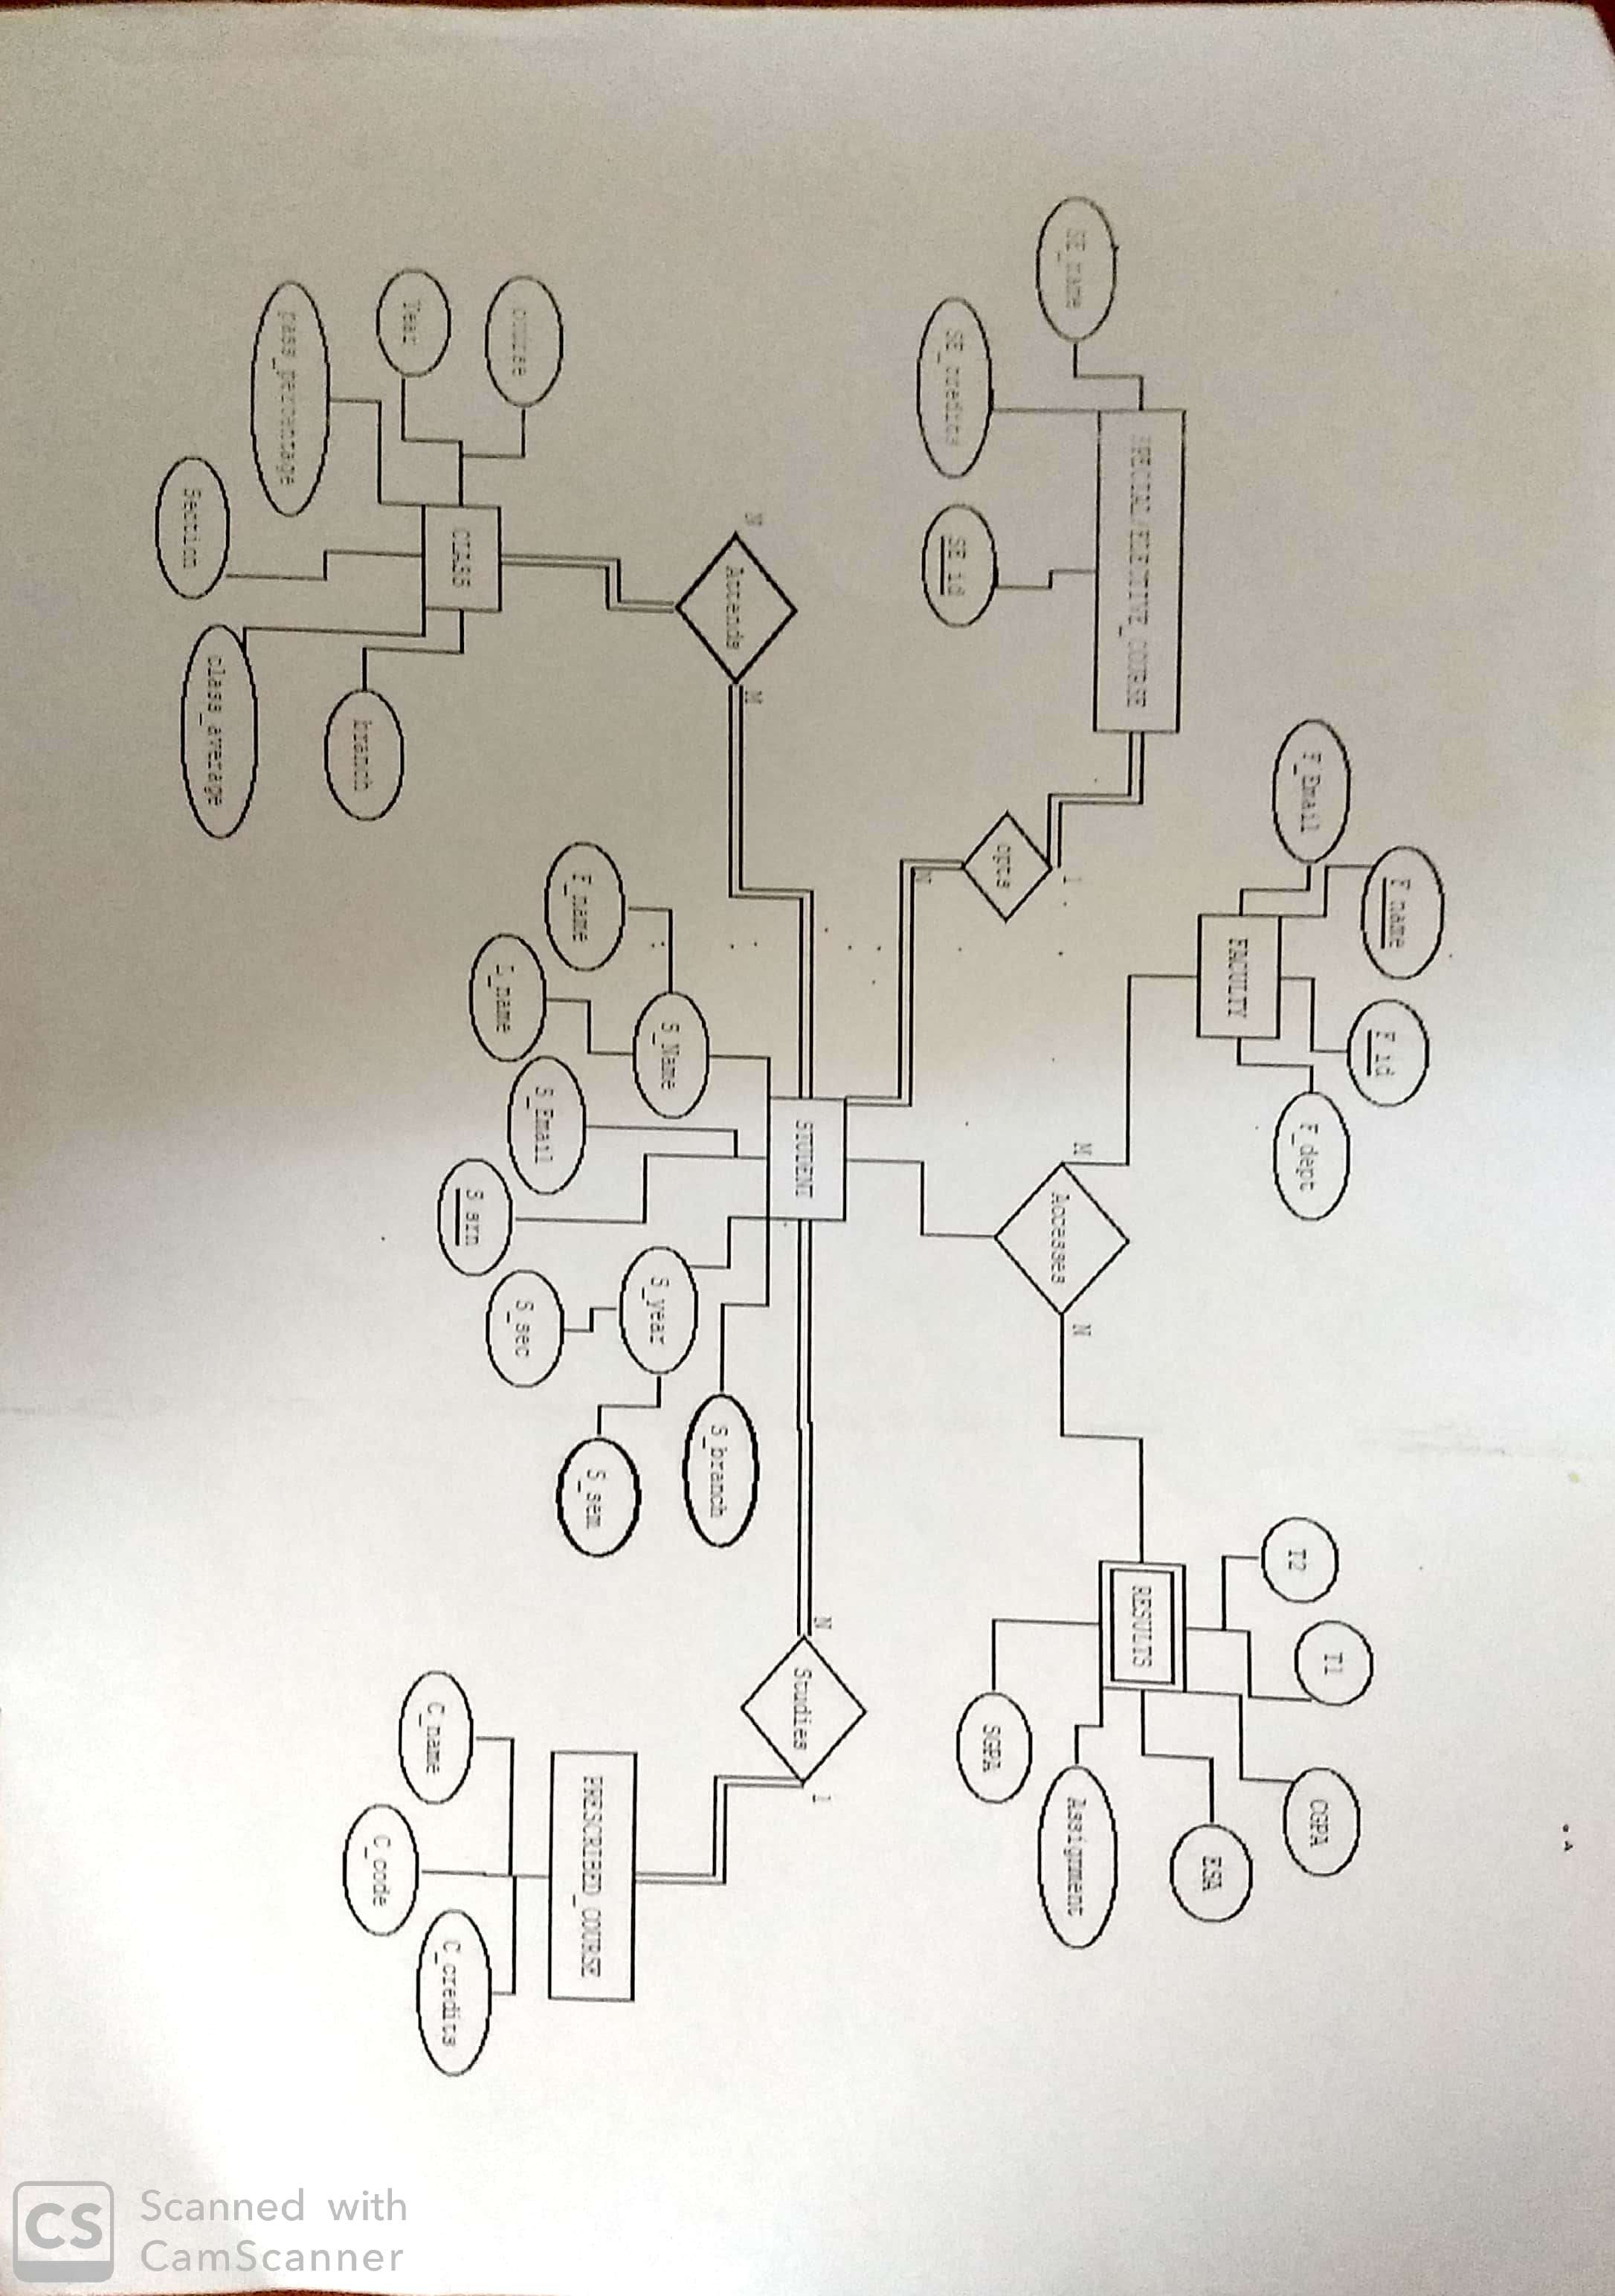 F_name
F_id
F_Email
F_dept
FACULTY
T2
T1
CGPA
ESA
RESULTS
Assignment
SGPA
SE_name
SE_credits
SE_id
SPECIAL/ELECTIVE_COURSE
opts
1
N
Accesses
M
N
Attends
N
M
STUDENT
Studies
N
1
course
Year
pass_percentage
Section
class_average
branch
CLASS
F_name
L_name
S_Name
S_Email
S_srn
S_year
S_sec
S_sem
S_branch
PRESCRIBED_COURSE
C_name
C_code
C_credits
CS
Scanned with
CamScanner